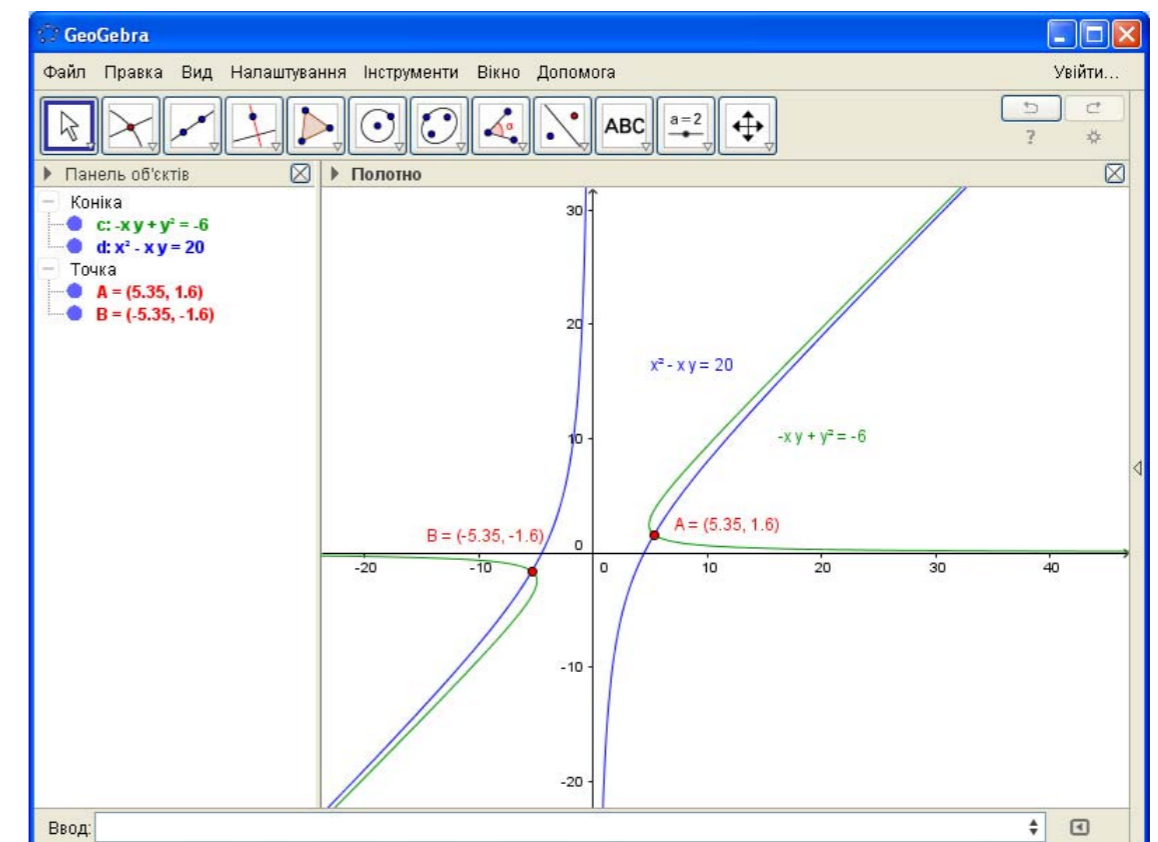 GeoGebra
Файл Правка Вид Налаштування Інструменти Вікно Допомога Увійти...
ABC a = 2
α
?
Панель об'єктів Полотно
Коніка
c: -x y + y² = -6
d: x² - x y = 20
Точка
A = (5.35, 1.6)
B = (-5.35, -1.6)
30
20
x² - x y = 20
10
-x y + y² = -6
A = (5.35, 1.6)
B = (-5.35, -1.6)
0
-20 -10 0 10 20 30 40
-10
-20
Ввод: